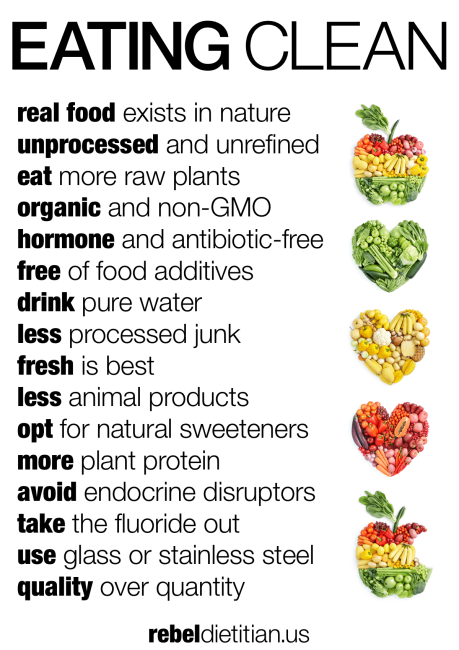 EATING CLEAN
real food exists in nature
unprocessed and unrefined
eat more raw plants
organic and non-GMO
hormone and antibiotic-free
free of food additives
drink pure water
less processed junk
fresh is best
less animal products
opt for natural sweeteners
more plant protein
avoid endocrine disruptors
take the fluoride out
use glass or stainless steel
quality over quantity
rebeldietitian.us